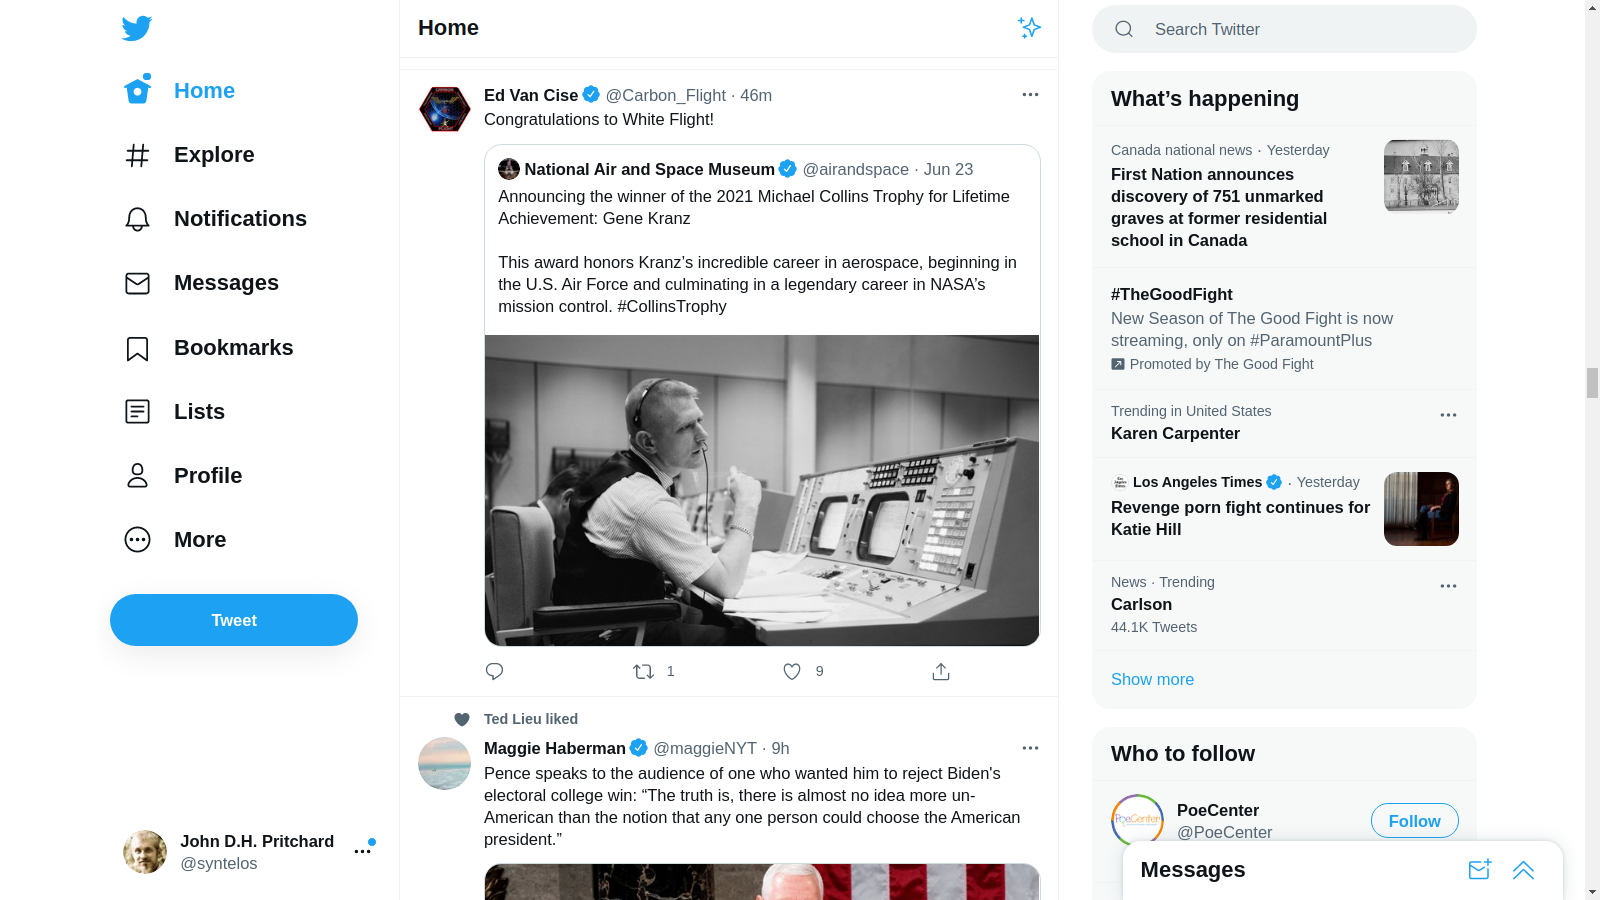 Home
Explore
Notifications
Messages
Bookmarks
Lists
Profile
More
Tweet
John D.H. Pritchard
@syntelos
Home
Ed Van Cise @Carbon_Flight · 46m
Congratulations to White Flight!
National Air and Space Museum @airandspace · Jun 23
Announcing the winner of the 2021 Michael Collins Trophy for Lifetime
Achievement: Gene Kranz
This award honors Kranz’s incredible career in aerospace, beginning in
the U.S. Air Force and culminating in a legendary career in NASA’s
mission control. #CollinsTrophy
1
9
Ted Lieu liked
Maggie Haberman @maggieNYT · 9h
Pence speaks to the audience of one who wanted him to reject Biden's
electoral college win: “The truth is, there is almost no idea more un-
American than the notion that any one person could choose the American
president.”
Search Twitter
What’s happening
Canada national news · Yesterday
First Nation announces
discovery of 751 unmarked
graves at former residential
school in Canada
#TheGoodFight
New Season of The Good Fight is now
streaming, only on #ParamountPlus
Promoted by The Good Fight
Trending in United States
Karen Carpenter
Los Angeles Times · Yesterday
Revenge porn fight continues for
Katie Hill
News · Trending
Carlson
44.1K Tweets
Show more
Who to follow
PoeCenter
PoeCenter
@PoeCenter
Follow
Messages